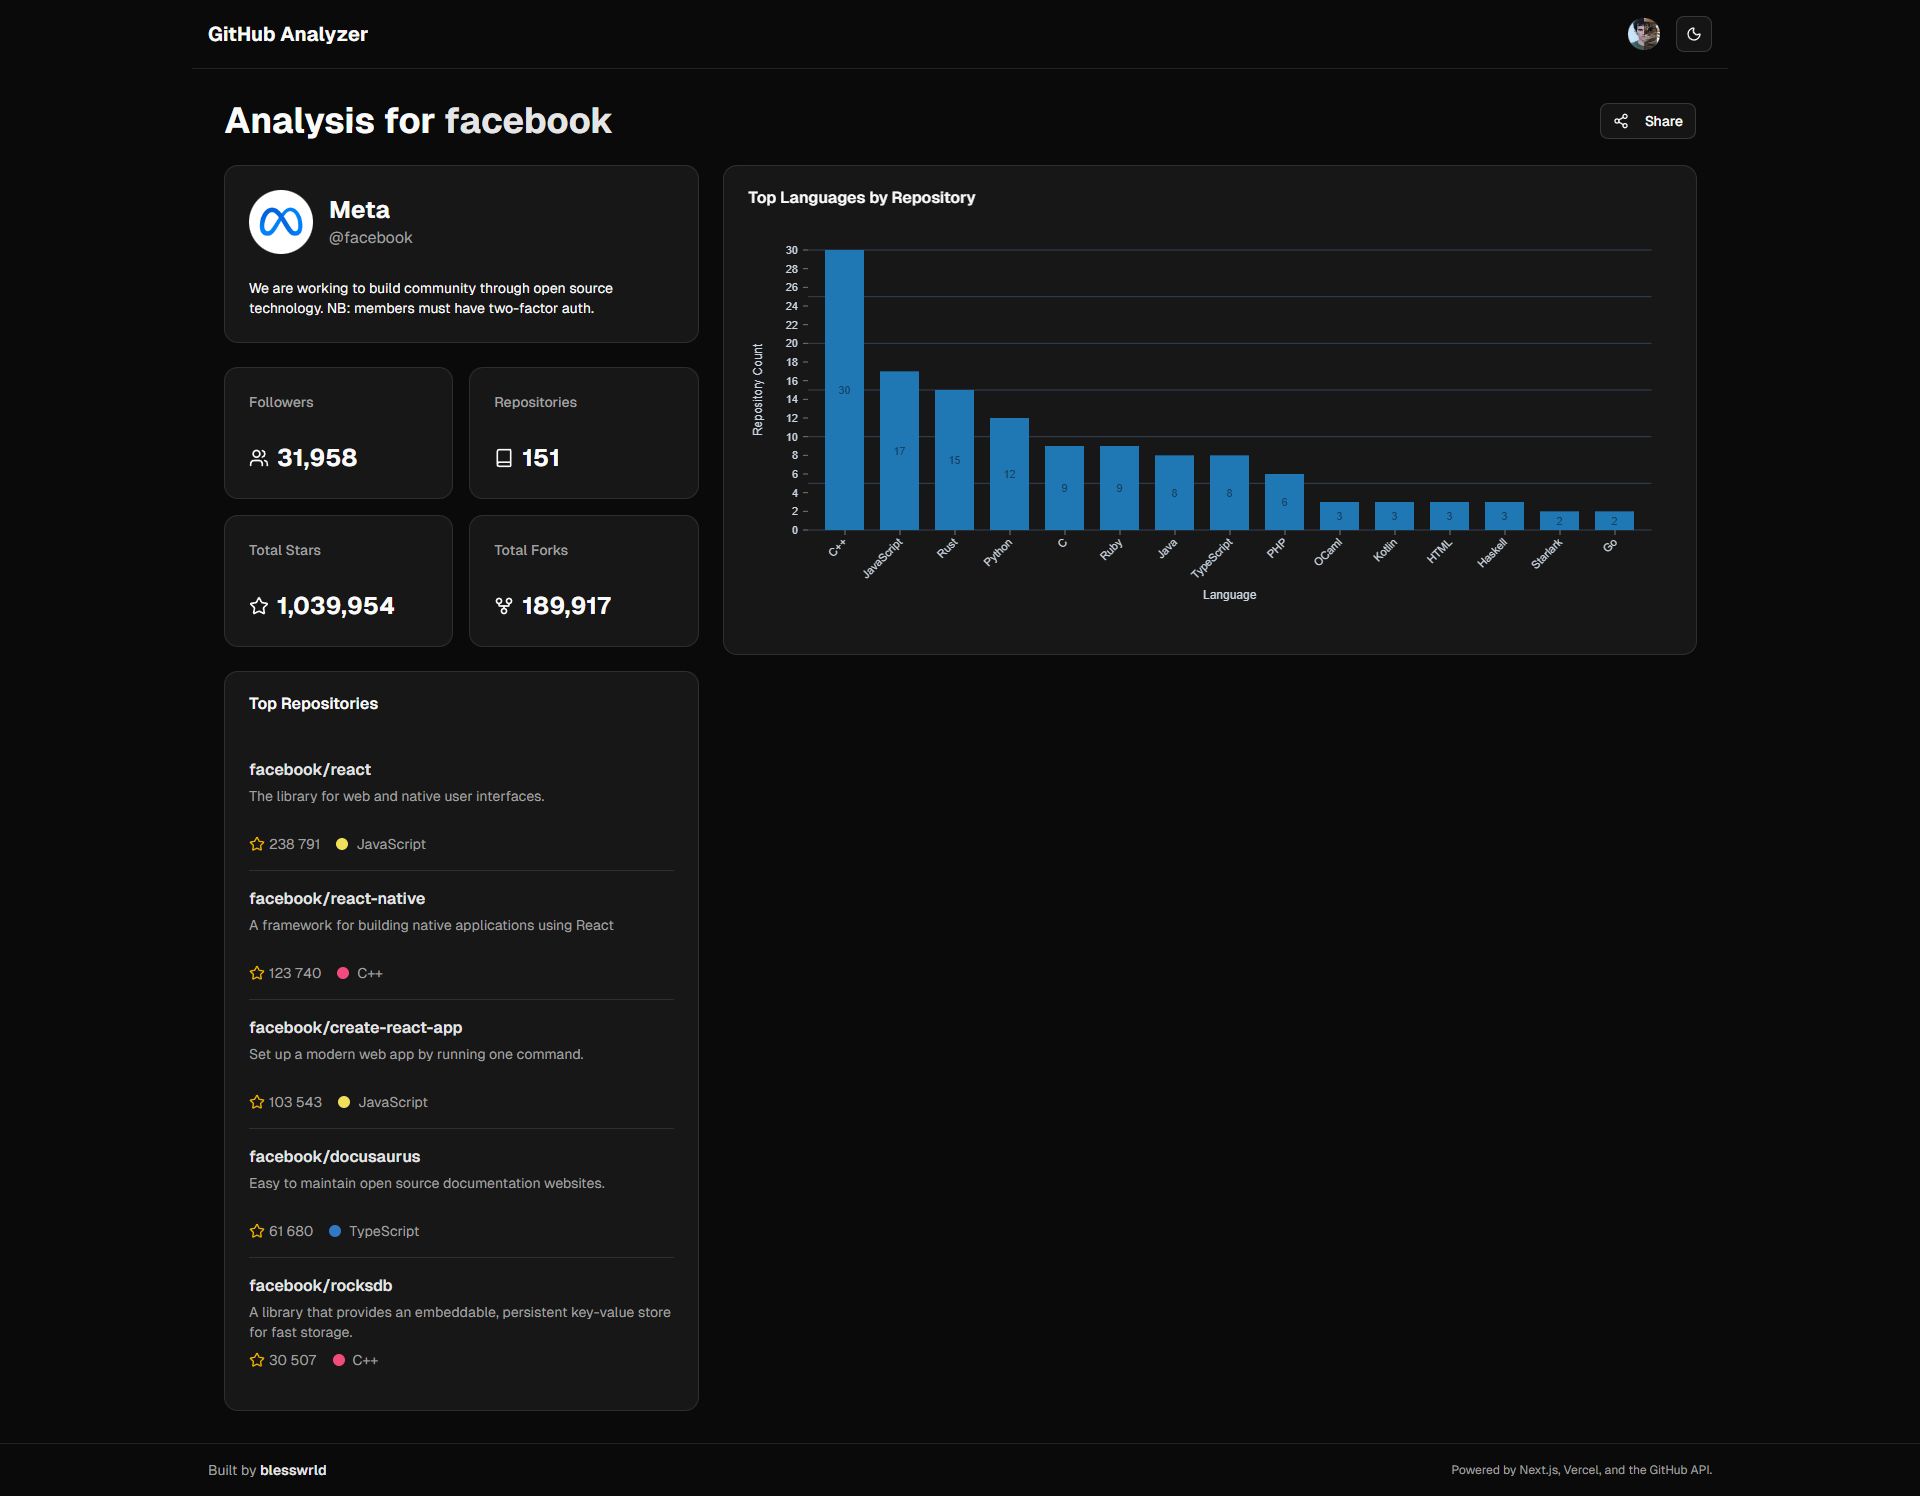 GitHub Analyzer
Analysis for facebook
Share
Meta
@facebook
We are working to build community through open source
technology. NB: members must have two-factor auth.
Followers
31,958
Repositories
151
Total Stars
1,039,954
Total Forks
189,917
Top Languages by Repository
Repository Count
30
28
26
24
22
20
18
16
14
12
10
8
6
4
2
0
30
17
15
12
9
9
8
8
6
3
3
3
3
2
2
C++
JavaScript
Rust
Python
C
Ruby
Java
TypeScript
PHP
OCaml
Kotlin
HTML
Haskell
Starlark
Go
Language
Top Repositories
facebook/react
The library for web and native user interfaces.
238 791 JavaScript
facebook/react-native
A framework for building native applications using React
123 740 C++
facebook/create-react-app
Set up a modern web app by running one command.
103 543 JavaScript
facebook/docusaurus
Easy to maintain open source documentation websites.
61 680 TypeScript
facebook/rocksdb
A library that provides an embeddable, persistent key-value store
for fast storage.
30 507 C++
Built by blesswrld
Powered by Next.js, Vercel, and the GitHub API.